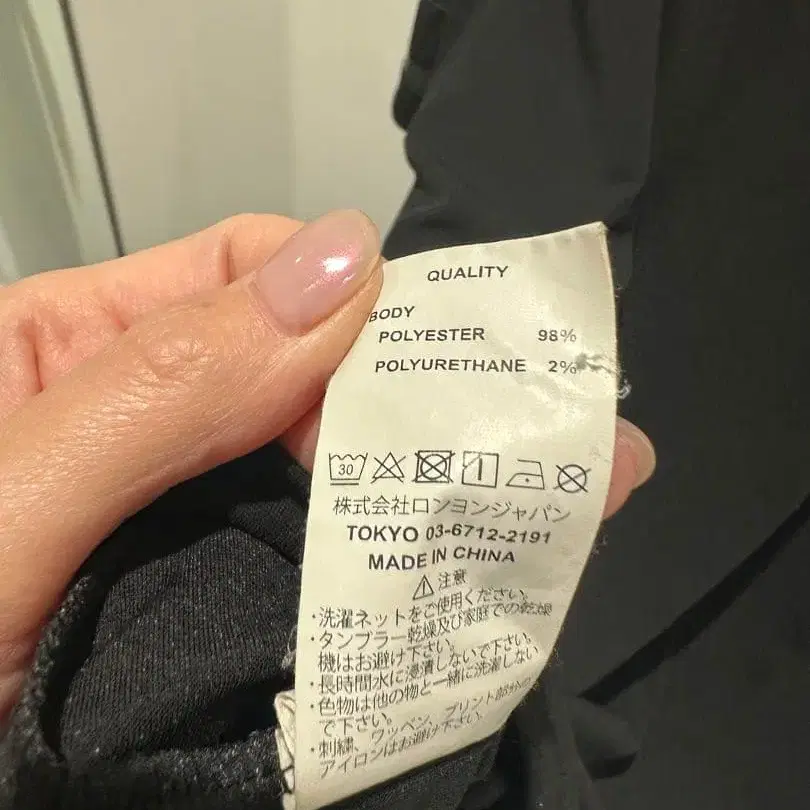 QUALITY
BODY
POLYESTER 98%
POLYURETHANE 2%
30
株式会社ロンヨンジャパン
TOKYO 03-6712-2191
MADE IN CHINA
注意
・洗濯ネットをご使用ください。
・タンブラー乾燥及び家庭での乾燥
機はお避け下さい。
・長時間水に浸漬しないで下さい。
・色物は他の物と一緒に洗濯しない
で下さい。
・刺繍、ワッペン、プリント部分の
アイロンはお避け下さい。